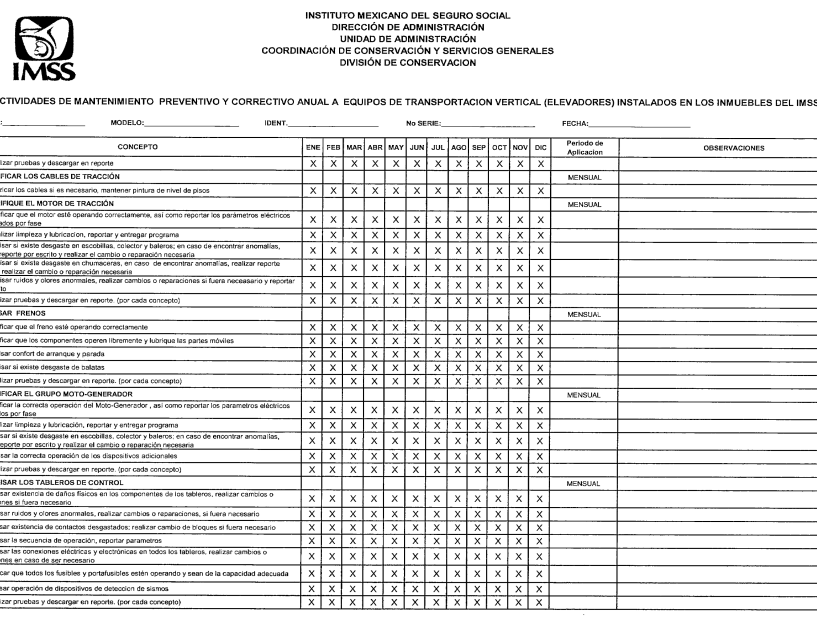 INSTITUTO MEXICANO DEL SEGURO SOCIAL
DIRECCIÓN DE ADMINISTRACIÓN
UNIDAD DE ADMINISTRACIÓN
COORDINACIÓN DE CONSERVACIÓN Y SERVICIOS GENERALES
DIVISIÓN DE CONSERVACION
IMSS
CTIVIDADES DE MANTENIMIENTO PREVENTIVO Y CORRECTIVO ANUAL A EQUIPOS DE TRANSPORTACION VERTICAL (ELEVADORES) INSTALADOS EN LOS INMUEBLES DEL IMSS
:________ MODELO:________ IDENT.________ No SERIE:________ FECHA:________
CONCEPTO ENE FEB MAR ABR MAY JUN JUL AGO SEP OCT NOV DIC Periodo de Aplicacion OBSERVACIONES
lizar pruebas y descargar en reporte X X X X X X X X X X X X
FICAR LOS CABLES DE TRACCIÓN MENSUAL
ricar los cables si es necesario, mantener pintura de nivel de pisos X X X X X X X X X X X X
IFIQUE EL MOTOR DE TRACCIÓN MENSUAL
ificar que el motor esté operando correctamente, así como reportar los parámetros eléctricos
ados por fase X X X X X X X X X X X X
alizar limpieza y lubricacion, reportar y entregar programa X X X X X X X X X X X X
isar si existe desgaste en escobillas, colector y baleros; en caso de encontrar anomalías,
reporte por escrito y realizar el cambio o reparación necesaria X X X X X X X X X X X X
isar si existe desgaste en chumaceras, en caso de encontrar anomalías, realizar reporte
realizar el cambio o reparación necesaria X X X X X X X X X X X X
isar ruidos y olores anormales, realizar cambios o reparaciones si fuera necesario y reportar
to X X X X X X X X X X X X
lizar pruebas y descargar en reporte. (por cada concepto) X X X X X X X X X X X X
SAR FRENOS MENSUAL
ficar que el freno esté operando correctamente X X X X X X X X X X X X
ficar que los componentes operen libremente y lubrique las partes móviles X X X X X X X X X X X X
isar confort de arranque y parada X X X X X X X X X X X X
isar si existe desgaste de balatas X X X X X X X X X X X X
lizar pruebas y descargar en reporte. (por cada concepto) X X X X X X X X X X X X
IFICAR EL GRUPO MOTO-GENERADOR MENSUAL
ficar la correcta operación del Moto-Generador , así como reportar los parametros eléctricos
dos por fase X X X X X X X X X X X X
lizar limpieza y lubricación, reportar y entregar programa X X X X X X X X X X X X
sar si existe desgaste en escobillas, colector y baleros; en caso de encontrar anomalías,
eporte por escrito y realizar el cambio o reparación necesaria X X X X X X X X X X X X
sar la correcta operación de los dispositivos adicionales X X X X X X X X X X X X
lizar pruebas y descargar en reporte. (por cada concepto) X X X X X X X X X X X X
ISAR LOS TABLEROS DE CONTROL MENSUAL
sar existencia de daños físicos en los componentes de los tableros, realizar cambios o
ones si fuera necesario X X X X X X X X X X X X
sar ruidos y olores anormales, realizar cambios o reparaciones, si fuera necesario X X X X X X X X X X X X
sar existencia de contactos desgastados; realizar cambio de bloques si fuera necesario X X X X X X X X X X X X
sar la secuencia de operación, reportar parametros X X X X X X X X X X X X
sar las conexiones eléctricas y electrónicas en todos los tableros, realizar cambios o
nes en caso de ser necesario X X X X X X X X X X X X
car que todos los fusibles y portafusibles estén operando y sean de la capacidad adecuada X X X X X X X X X X X X
sar operación de dispositivos de deteccion de sismos X X X X X X X X X X X X
izar pruebas y descargar en reporte. (por cada concepto) X X X X X X X X X X X X